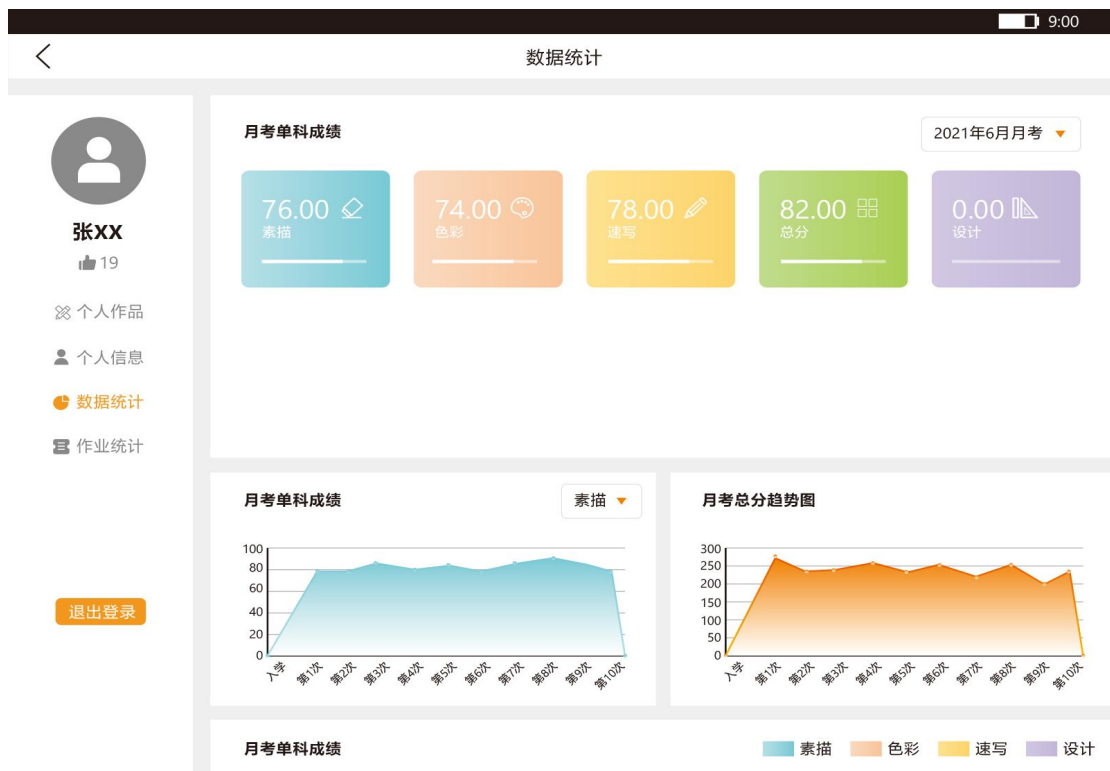 9:00
数据统计
张XX
19
个人作品
个人信息
数据统计
作业统计
退出登录
月考单科成绩
2021年6月月考
76.00
素描
74.00
色彩
78.00
速写
82.00
总分
0.00
设计
月考单科成绩
素描
100
80
60
40
20
0
入学 第1次 第2次 第3次 第4次 第5次 第6次 第7次 第8次 第9次 第10次
月考总分趋势图
300
250
200
150
100
50
0
入学 第1次 第2次 第3次 第4次 第5次 第6次 第7次 第8次 第9次 第10次
月考单科成绩
素描 色彩 速写 设计